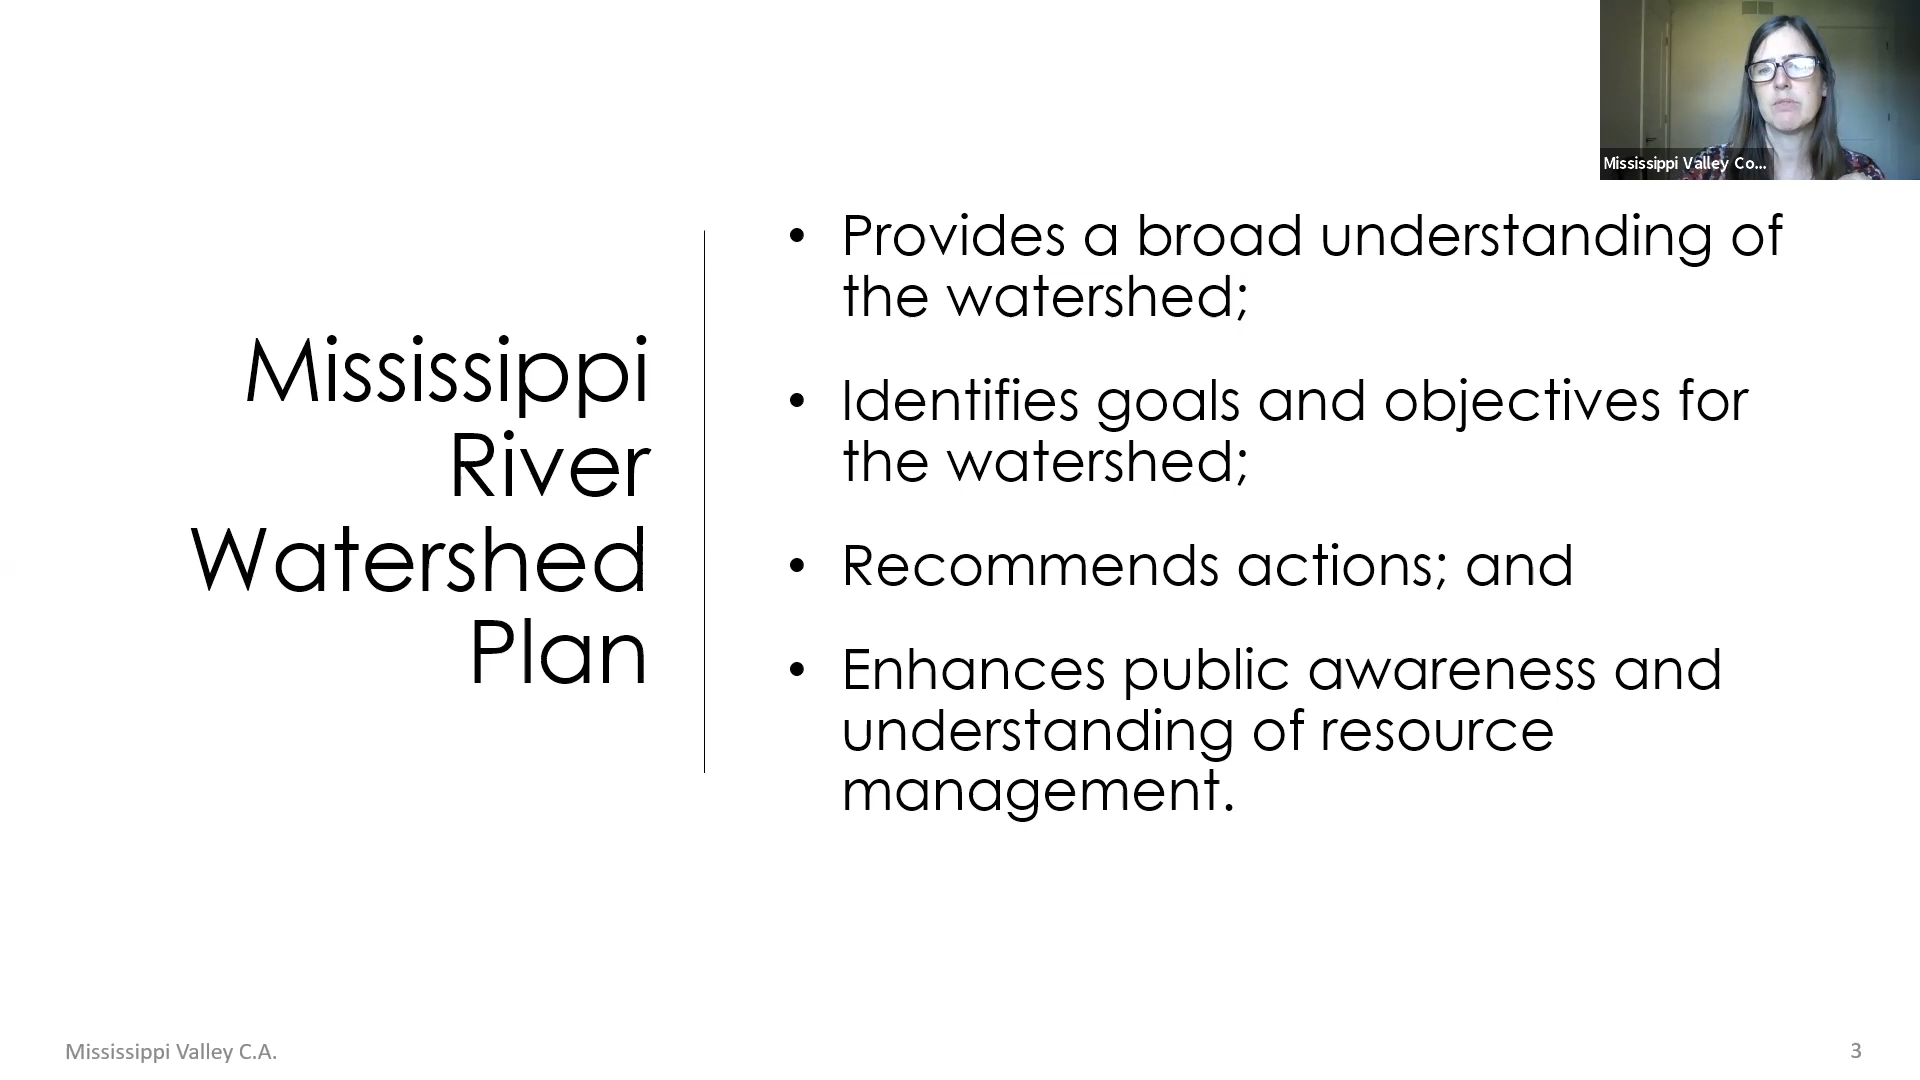 Mississippi Valley Co...
Mississippi
River
Watershed
Plan
• Provides a broad understanding of
the watershed;
• Identifies goals and objectives for
the watershed;
• Recommends actions; and
• Enhances public awareness and
understanding of resource
management.
Mississippi Valley C.A.
3